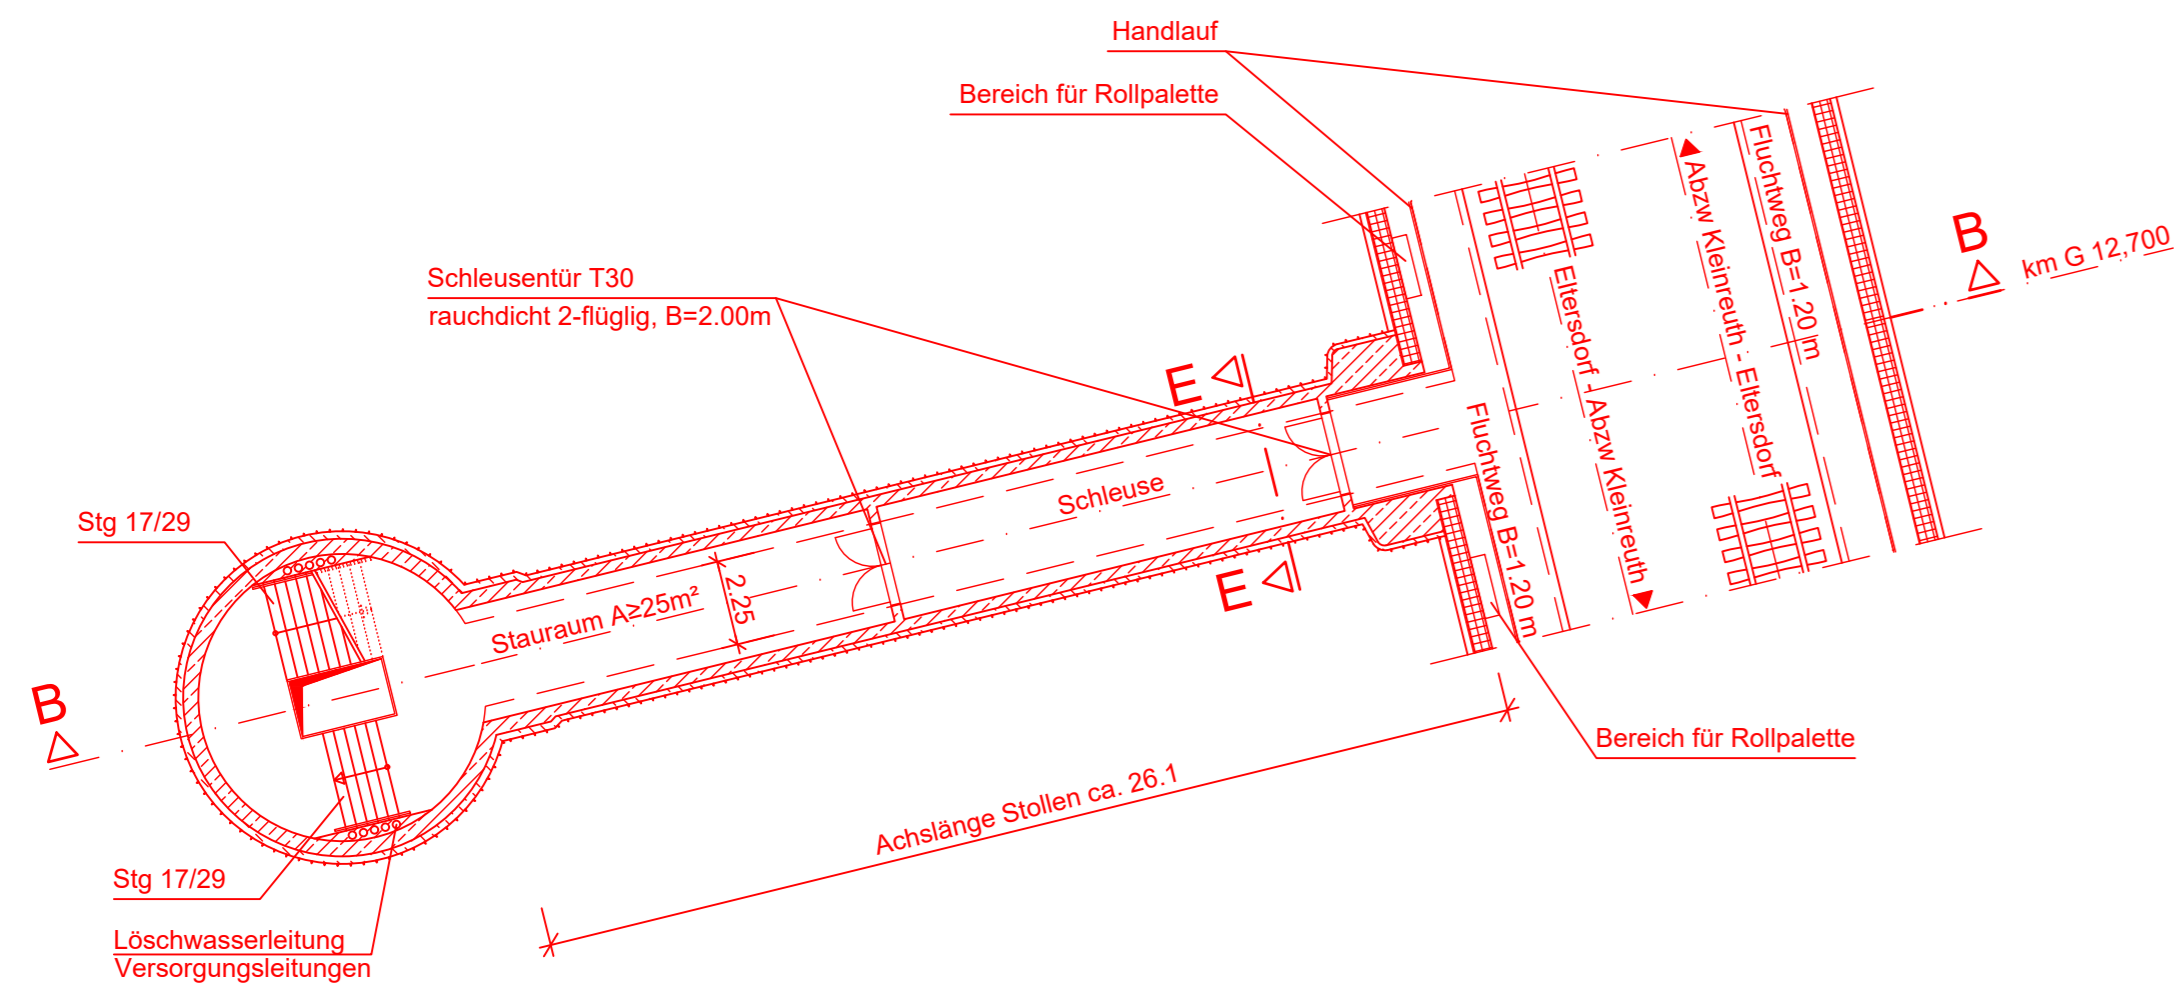 Handlauf
Bereich für Rollpalette
Fluchtweg B=1.20 m
Abzw Kleinreuth - Eltersdorf
B
km G 12,700
Schleusentür T30
rauchdicht 2-flüglig, B=2.00m
Eltersdorf - Abzw Kleinreuth
E
Fluchtweg B=1.20 m
Schleuse
Stg 17/29
2.25
Stauraum A≥25m²
E
B
Bereich für Rollpalette
Achslänge Stollen ca. 26.1
Stg 17/29
Löschwasserleitung
Versorgungsleitungen